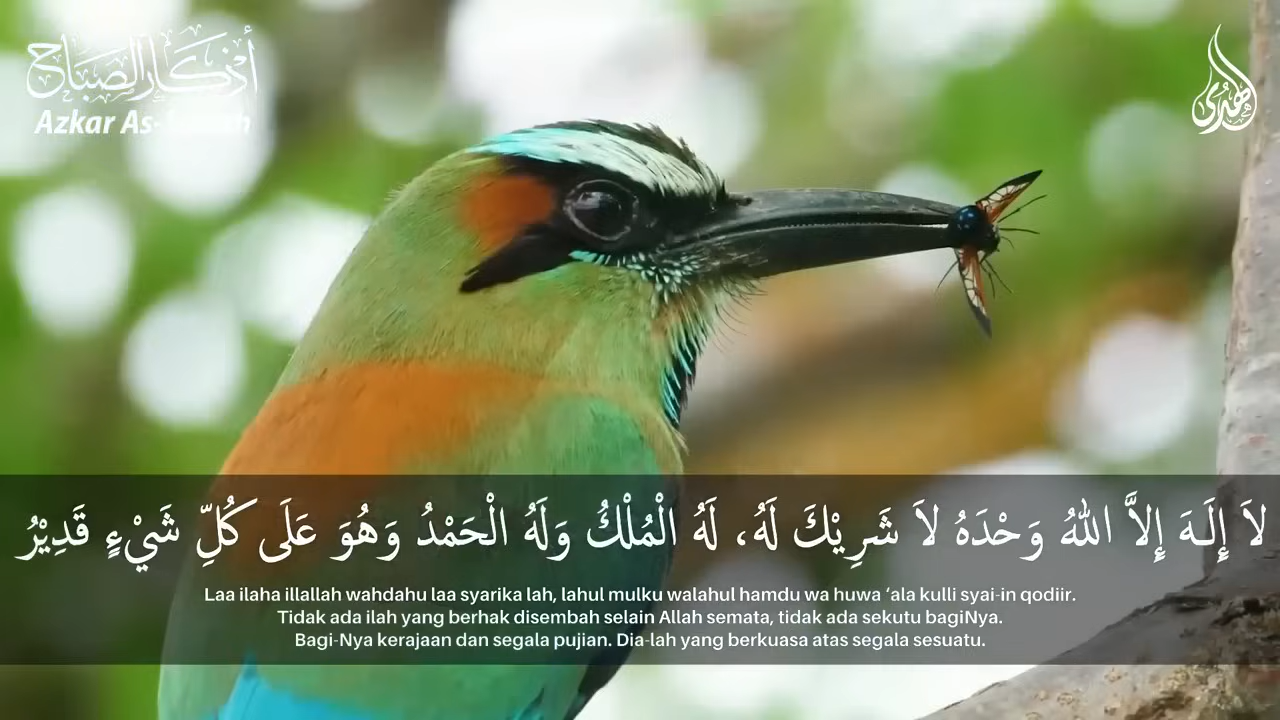 أذكار الصباح
Azkar As-
الهدى
لاَ إِلَـهَ إِلاَّ اللهُ وَحْدَهُ لاَ شَرِيْكَ لَهُ، لَهُ الْمُلْكُ وَلَهُ الْحَمْدُ وَهُوَ عَلَى كُلِّ شَيْءٍ قَدِيْرُ
Laa ilaha illallah wahdahu laa syarika lah, lahul mulku walahul hamdu wa huwa ‘ala kulli syai-in qodiir.
Tidak ada ilah yang berhak disembah selain Allah semata, tidak ada sekutu bagiNya.
Bagi-Nya kerajaan dan segala pujian. Dia-lah yang berkuasa atas segala sesuatu.